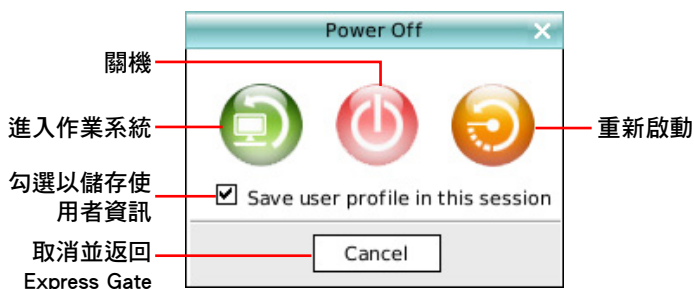 Power Off
關機
進入作業系統
重新啟動
勾選以儲存使
用者資訊
Save user profile in this session
取消並返回
Express Gate
Cancel